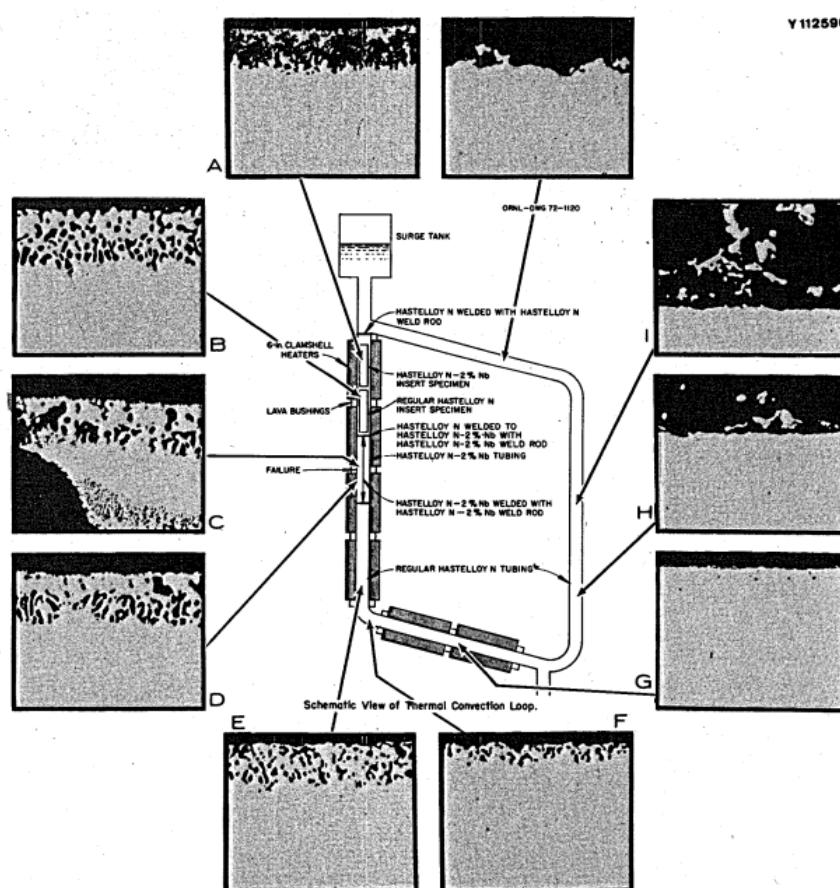 Y 11259
A
ORNL-DWG 72-1120
SURGE TANK
HASTELLOY N WELDED WITH HASTELLOY N
WELD ROD
B
6-in CLAMSHELL
HEATERS
I
HASTELLOY N-2% Nb
INSERT SPECIMEN
LAVA BUSHINGS
REGULAR HASTELLOY N
INSERT SPECIMEN
HASTELLOY N WELDED TO
HASTELLOY N-2% Nb WITH
HASTELLOY N-2% Nb WELD ROD
HASTELLOY N-2% Nb TUBING
FAILURE
C
H
HASTELLOY N-2% Nb WELDED WITH
HASTELLOY N-2% Nb WELD ROD
REGULAR HASTELLOY N TUBING
D
G
Schematic View of Thermal Convection Loop.
E
F